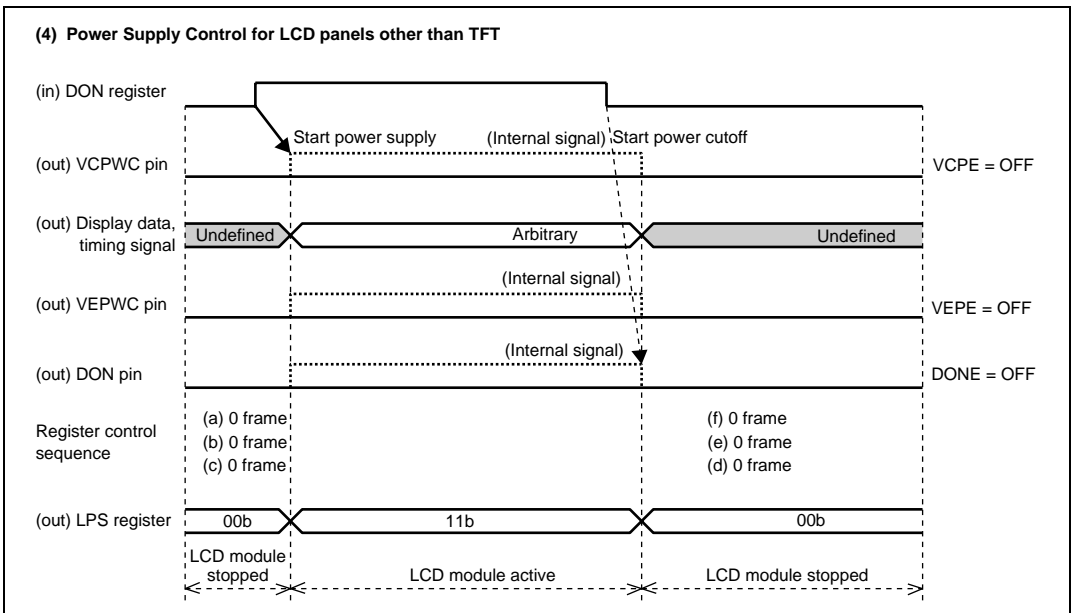 (4) Power Supply Control for LCD panels other than TFT
(in) DON register
Start power supply
(Internal signal)
Start power cutoff
(out) VCPWC pin
VCPE = OFF
(out) Display data,
timing signal
Undefined
Arbitrary
Undefined
(Internal signal)
(out) VEPWC pin
VEPE = OFF
(Internal signal)
(out) DON pin
DONE = OFF
Register control
sequence
(a) 0 frame
(b) 0 frame
(c) 0 frame
(f) 0 frame
(e) 0 frame
(d) 0 frame
(out) LPS register
00b
11b
00b
LCD module
stopped
LCD module active
LCD module stopped